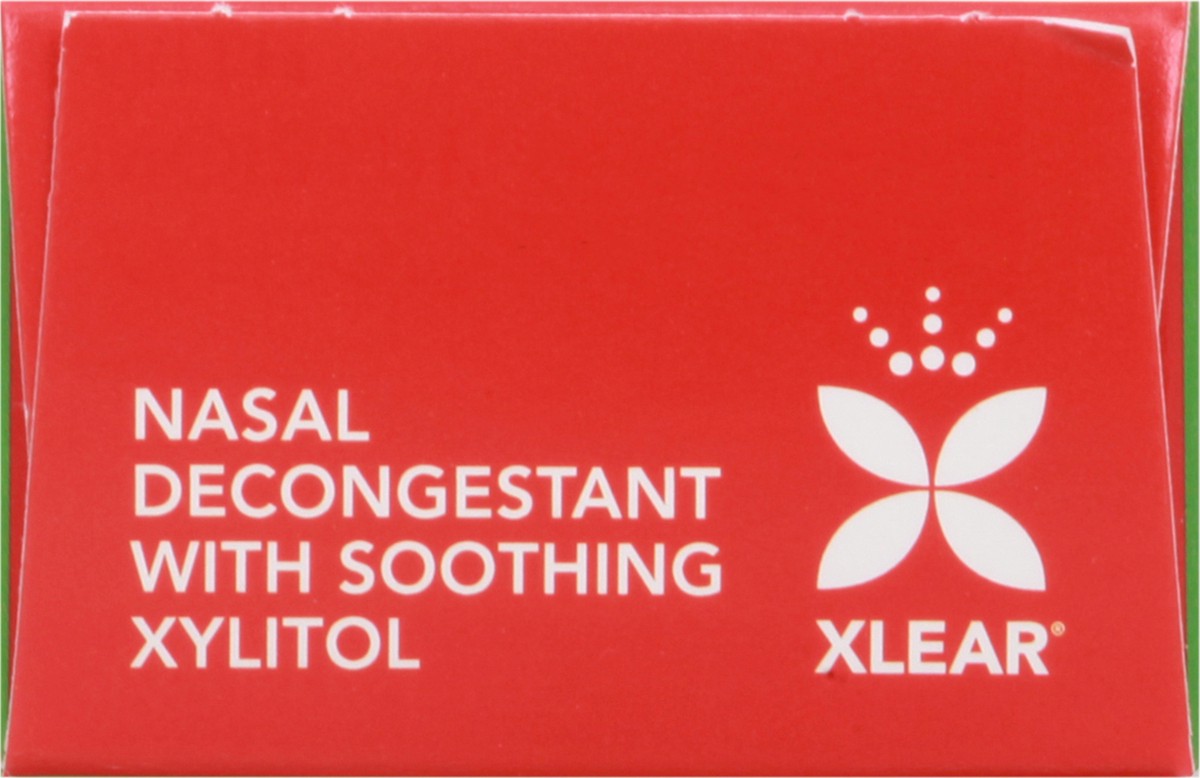 NASAL
DECONGESTANT
WITH SOOTHING
XYLITOL
XLEAR®